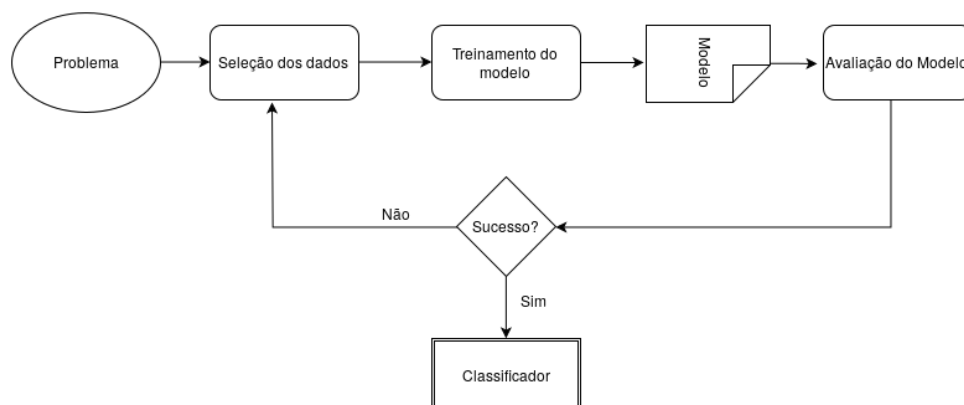 Problema
Seleção dos dados
Treinamento do
modelo
Modelo
Avaliação do Modelo
Não
Sucesso?
Sim
Classificador